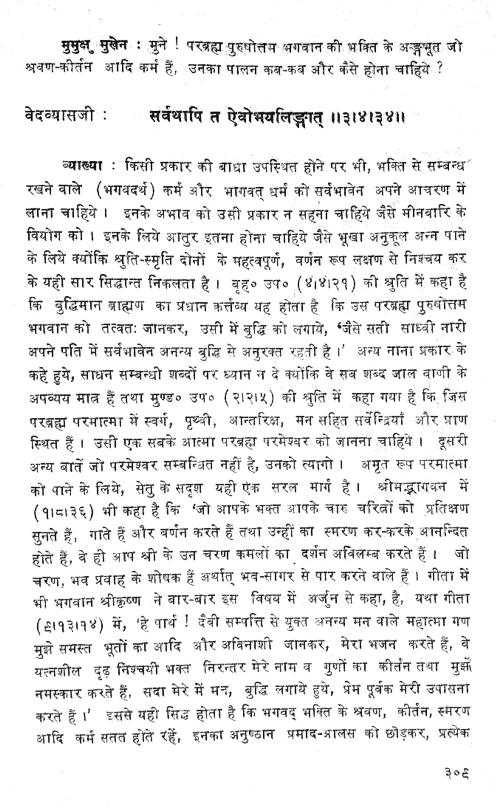 मुमुक्षु मुखेन : मुने ! परब्रह्म पुरुषोत्तम भगवान की भक्ति के अङ्गभूत जो
श्रवण-कीर्तन आदि कर्म हैं, उनका पालन कब-कब और कैसे होना चाहिये ?
वेदव्यासजी : सर्वथापि त ऐवोभयलिङ्गात् ।।३।४।३४।।
व्याख्या : किसी प्रकार की बाधा उपस्थित होने पर भी, भक्ति से सम्बन्ध
रखने वाले (भगवदर्थ) कर्म और भागवत् धर्म को सर्वभावेन अपने आचरण में
लाना चाहिये । इनके अभाव को उसी प्रकार न सहना चाहिये जैसे मीनवारि के
वियोग को । इनके लिये आतुर इतना होना चाहिये जैसे भूखा अनुकूल अन्न पाने
के लिये क्योंकि श्रुति-स्मृति दोनों के महत्वपूर्ण, वर्णन रूप लक्षण से निश्चय कर
के यही सार सिद्धान्त निकलता है । बृह० उप० (४।४।२१) की श्रुति में कहा है
कि बुद्धिमान ब्राह्मण का प्रधान कर्त्तव्य यह होता है कि उस परब्रह्म पुरुषोत्तम
भगवान को तत्वतः जानकर, उसी में बुद्धि को लगाये, 'जैसे सती साध्वी नारी
अपने पति में सर्वभावेन अनन्य बुद्धि से अनुरक्त रहती है ।' अन्य नाना प्रकार के
कहे हुये, साधन सम्बन्धी शब्दों पर ध्यान न दे क्योंकि वे सब शब्द जाल वाणी के
अपव्यय मात्र हैं तथा मुण्ड० उप० (२।२।५) की श्रुति में कहा गया है कि जिस
परब्रह्म परमात्मा में स्वर्ग, पृथ्वी, आन्तरिक्ष, मन सहित सर्वेन्द्रियाँ और प्राण
स्थित हैं । उसी एक सबके आत्मा परब्रह्म परमेश्वर को जानना चाहिये । दूसरी
अन्य बातें जो परमेश्वर सम्बन्धित नहीं है, उनको त्यागो । अमृत रूप परमात्मा
को पाने के लिये, सेतु के सदृश यही एक सरल मार्ग है । श्रीमद्भागवन में
(१।८।३६) भी कहा है कि 'जो आपके भक्त आपके चारु चरित्रों को प्रतिक्षण
सुनते हैं, गाते हैं और वर्णन करते हैं तथा उन्हीं का स्मरण कर-करके आनन्दित
होते हैं, वे ही आप श्री के उन चरण कमलों का दर्शन अविलम्ब करते हैं । जो
चरण, भव प्रवाह के शोषक हैं अर्थात् भव-सागर से पार करने वाले हैं । गीता में
भी भगवान श्रीकृष्ण ने बार-बार इस विषय में अर्जुन से कहा, है, यथा गीता
(९।१३।१४) में, 'हे पार्थ ! दैवी सम्पत्ति से युक्त अनन्य मन वाले महात्मा गण
मुझे समस्त भूतों का आदि और अविनाशी जानकर, मेरा भजन करते हैं, वे
यत्नशील दृढ़ निश्चयी भक्त निरन्तर मेरे नाम व गुणों का कीर्तन तथा मुझे
नमस्कार करते हैं, सदा मेरे में मन, बुद्धि लगाये हुये, प्रेम पूर्वक मेरी उपासना
करते हैं ।' इससे यही सिद्ध होता है कि भगवद् भक्ति के श्रवण, कीर्तन, स्मरण
आदि कर्म सतत होते रहें, इनका अनुष्ठान प्रमाद-आलस को छोड़कर, प्रत्येक
३०९